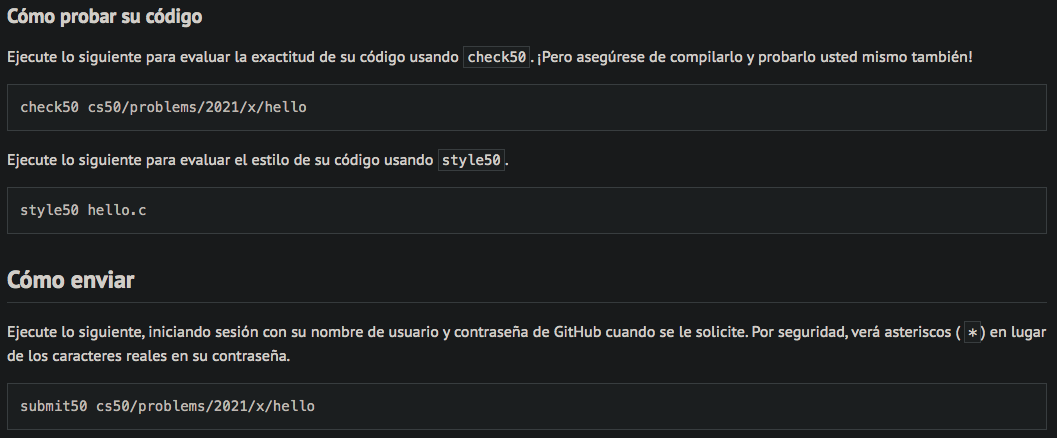 Cómo probar su código
Ejecute lo siguiente para evaluar la exactitud de su código usando check50. ¡Pero asegúrese de compilarlo y probarlo usted mismo también!
check50 cs50/problems/2021/x/hello
Ejecute lo siguiente para evaluar el estilo de su código usando style50.
style50 hello.c
Cómo enviar
Ejecute lo siguiente, iniciando sesión con su nombre de usuario y contraseña de GitHub cuando se le solicite. Por seguridad, verá asteriscos ( *) en lugar
de los caracteres reales en su contraseña.
submit50 cs50/problems/2021/x/hello